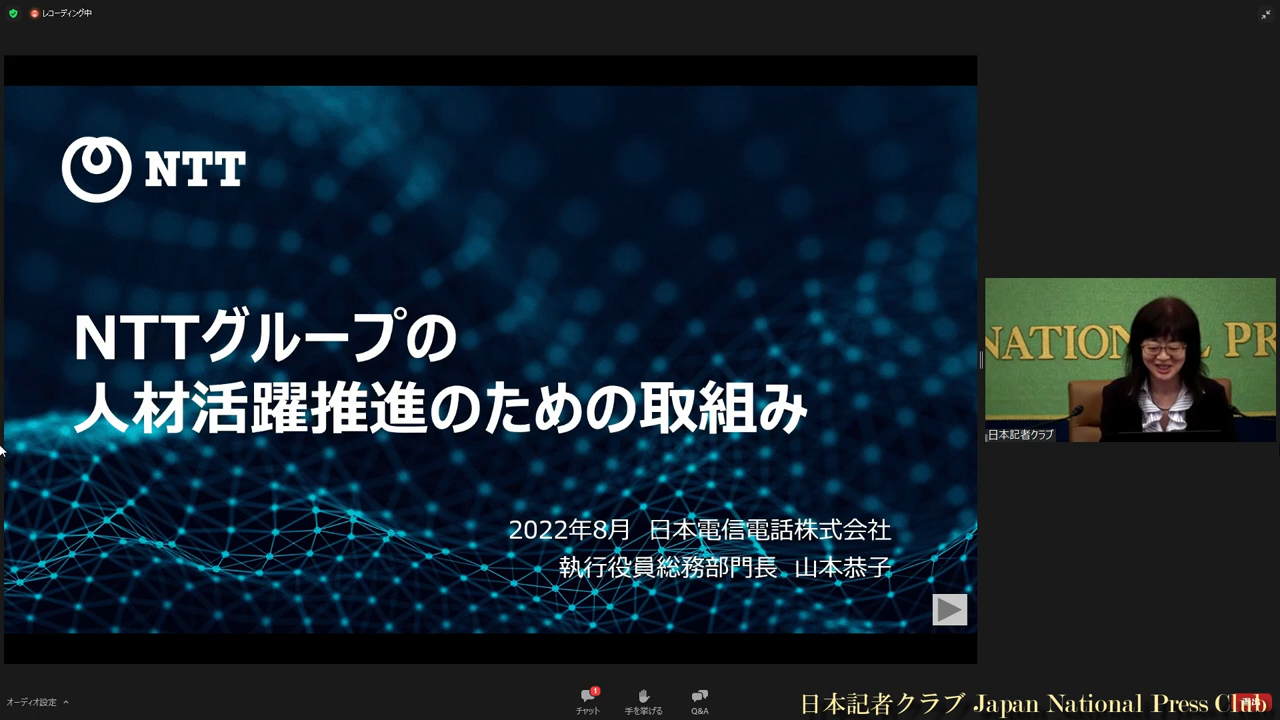 レコーディング中
NTT
NTTグループの
人材活躍推進のための取組み
2022年8月 日本電信電話株式会社
執行役員総務部門長 山本恭子
NATIONAL PR
日本記者クラブ
オーディオ設定
チャット
1
手を挙げる
Q&A
日本記者クラブ Japan National Press Club